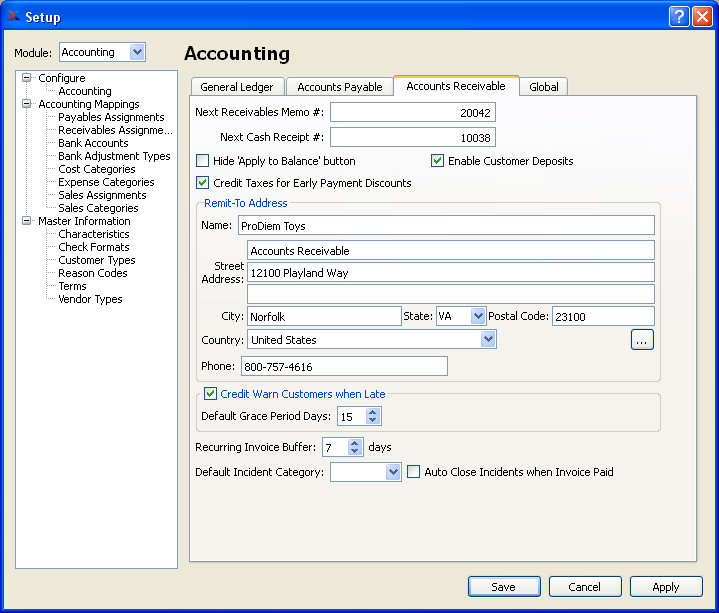 Setup
?
Module: Accounting
Accounting
Configure
Accounting
Accounting Mappings
Payables Assignments
Receivables Assignme...
Bank Accounts
Bank Adjustment Types
Cost Categories
Expense Categories
Sales Assignments
Sales Categories
Master Information
Characteristics
Check Formats
Customer Types
Reason Codes
Terms
Vendor Types
General Ledger Accounts Payable Accounts Receivable Global
Next Receivables Memo #: 20042
Next Cash Receipt #: 10038
Hide 'Apply to Balance' button Enable Customer Deposits
Credit Taxes for Early Payment Discounts
Remit-To Address
Name: ProDiem Toys
Accounts Receivable
Street Address: 12100 Playland Way
City: Norfolk State: VA Postal Code: 23100
Country: United States ...
Phone: 800-757-4616
Credit Warn Customers when Late
Default Grace Period Days: 15
Recurring Invoice Buffer: 7 days
Default Incident Category: Auto Close Incidents when Invoice Paid
Save Cancel Apply